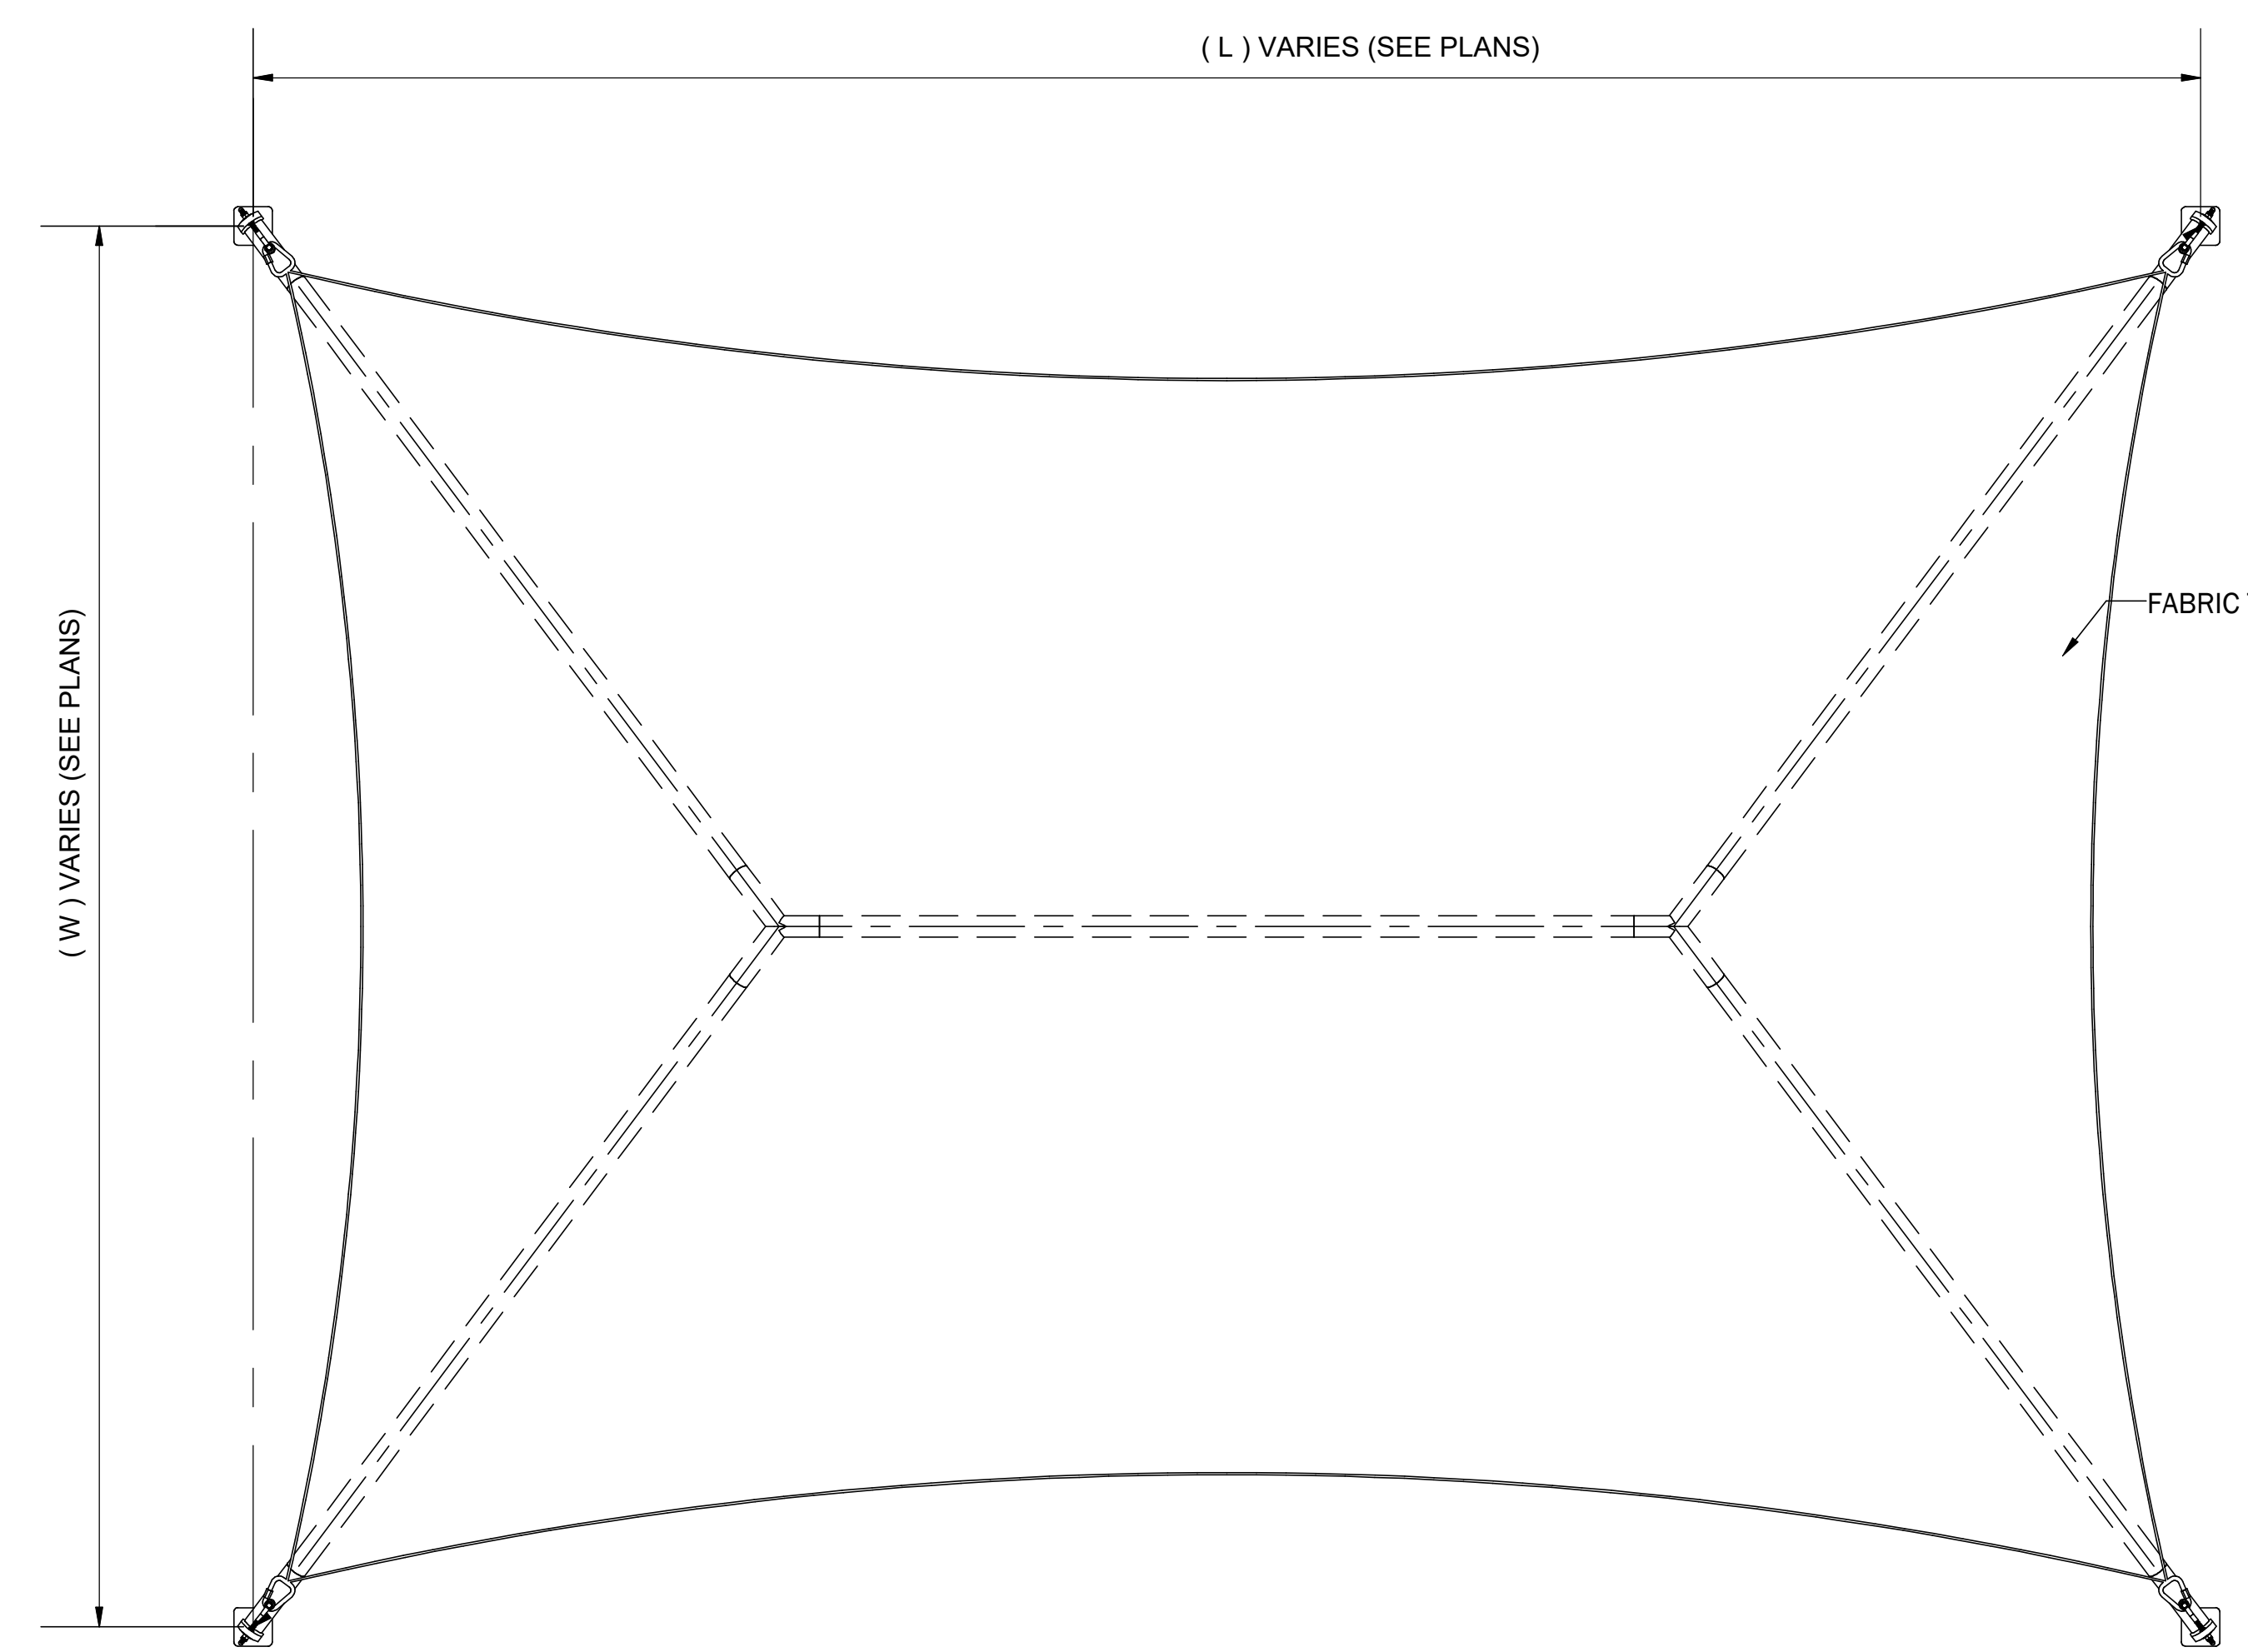 ( L ) VARIES (SEE PLANS)
( W ) VARIES (SEE PLANS)
FABRIC